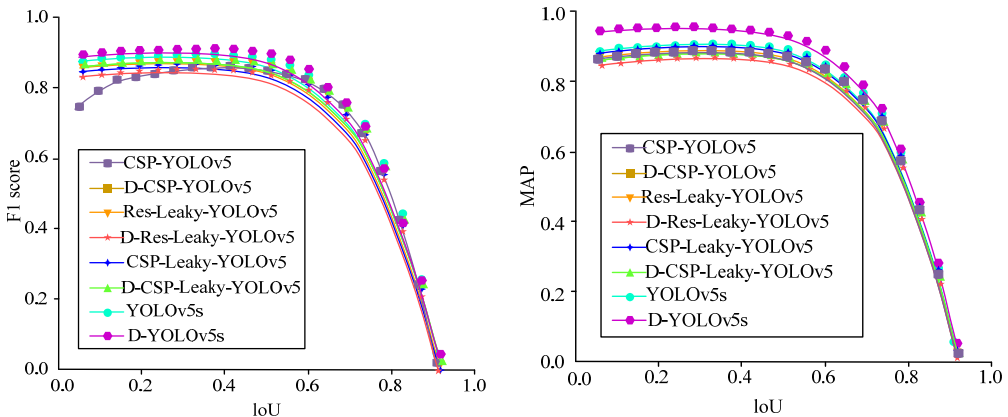 1.0
0.8
0.6
0.4
0.2
0.0
F1 score
CSP-YOLOv5
D-CSP-YOLOv5
Res-Leaky-YOLOv5
D-Res-Leaky-YOLOv5
CSP-Leaky-YOLOv5
D-CSP-Leaky-YOLOv5
YOLOv5s
D-YOLOv5s
0.0 0.2 0.4 0.6 0.8 1.0
loU
1.0
0.8
0.6
0.4
0.2
0.0
MAP
CSP-YOLOv5
D-CSP-YOLOv5
Res-Leaky-YOLOv5
D-Res-Leaky-YOLOv5
CSP-Leaky-YOLOv5
D-CSP-Leaky-YOLOv5
YOLOv5s
D-YOLOv5s
0.0 0.2 0.4 0.6 0.8 1.0
loU